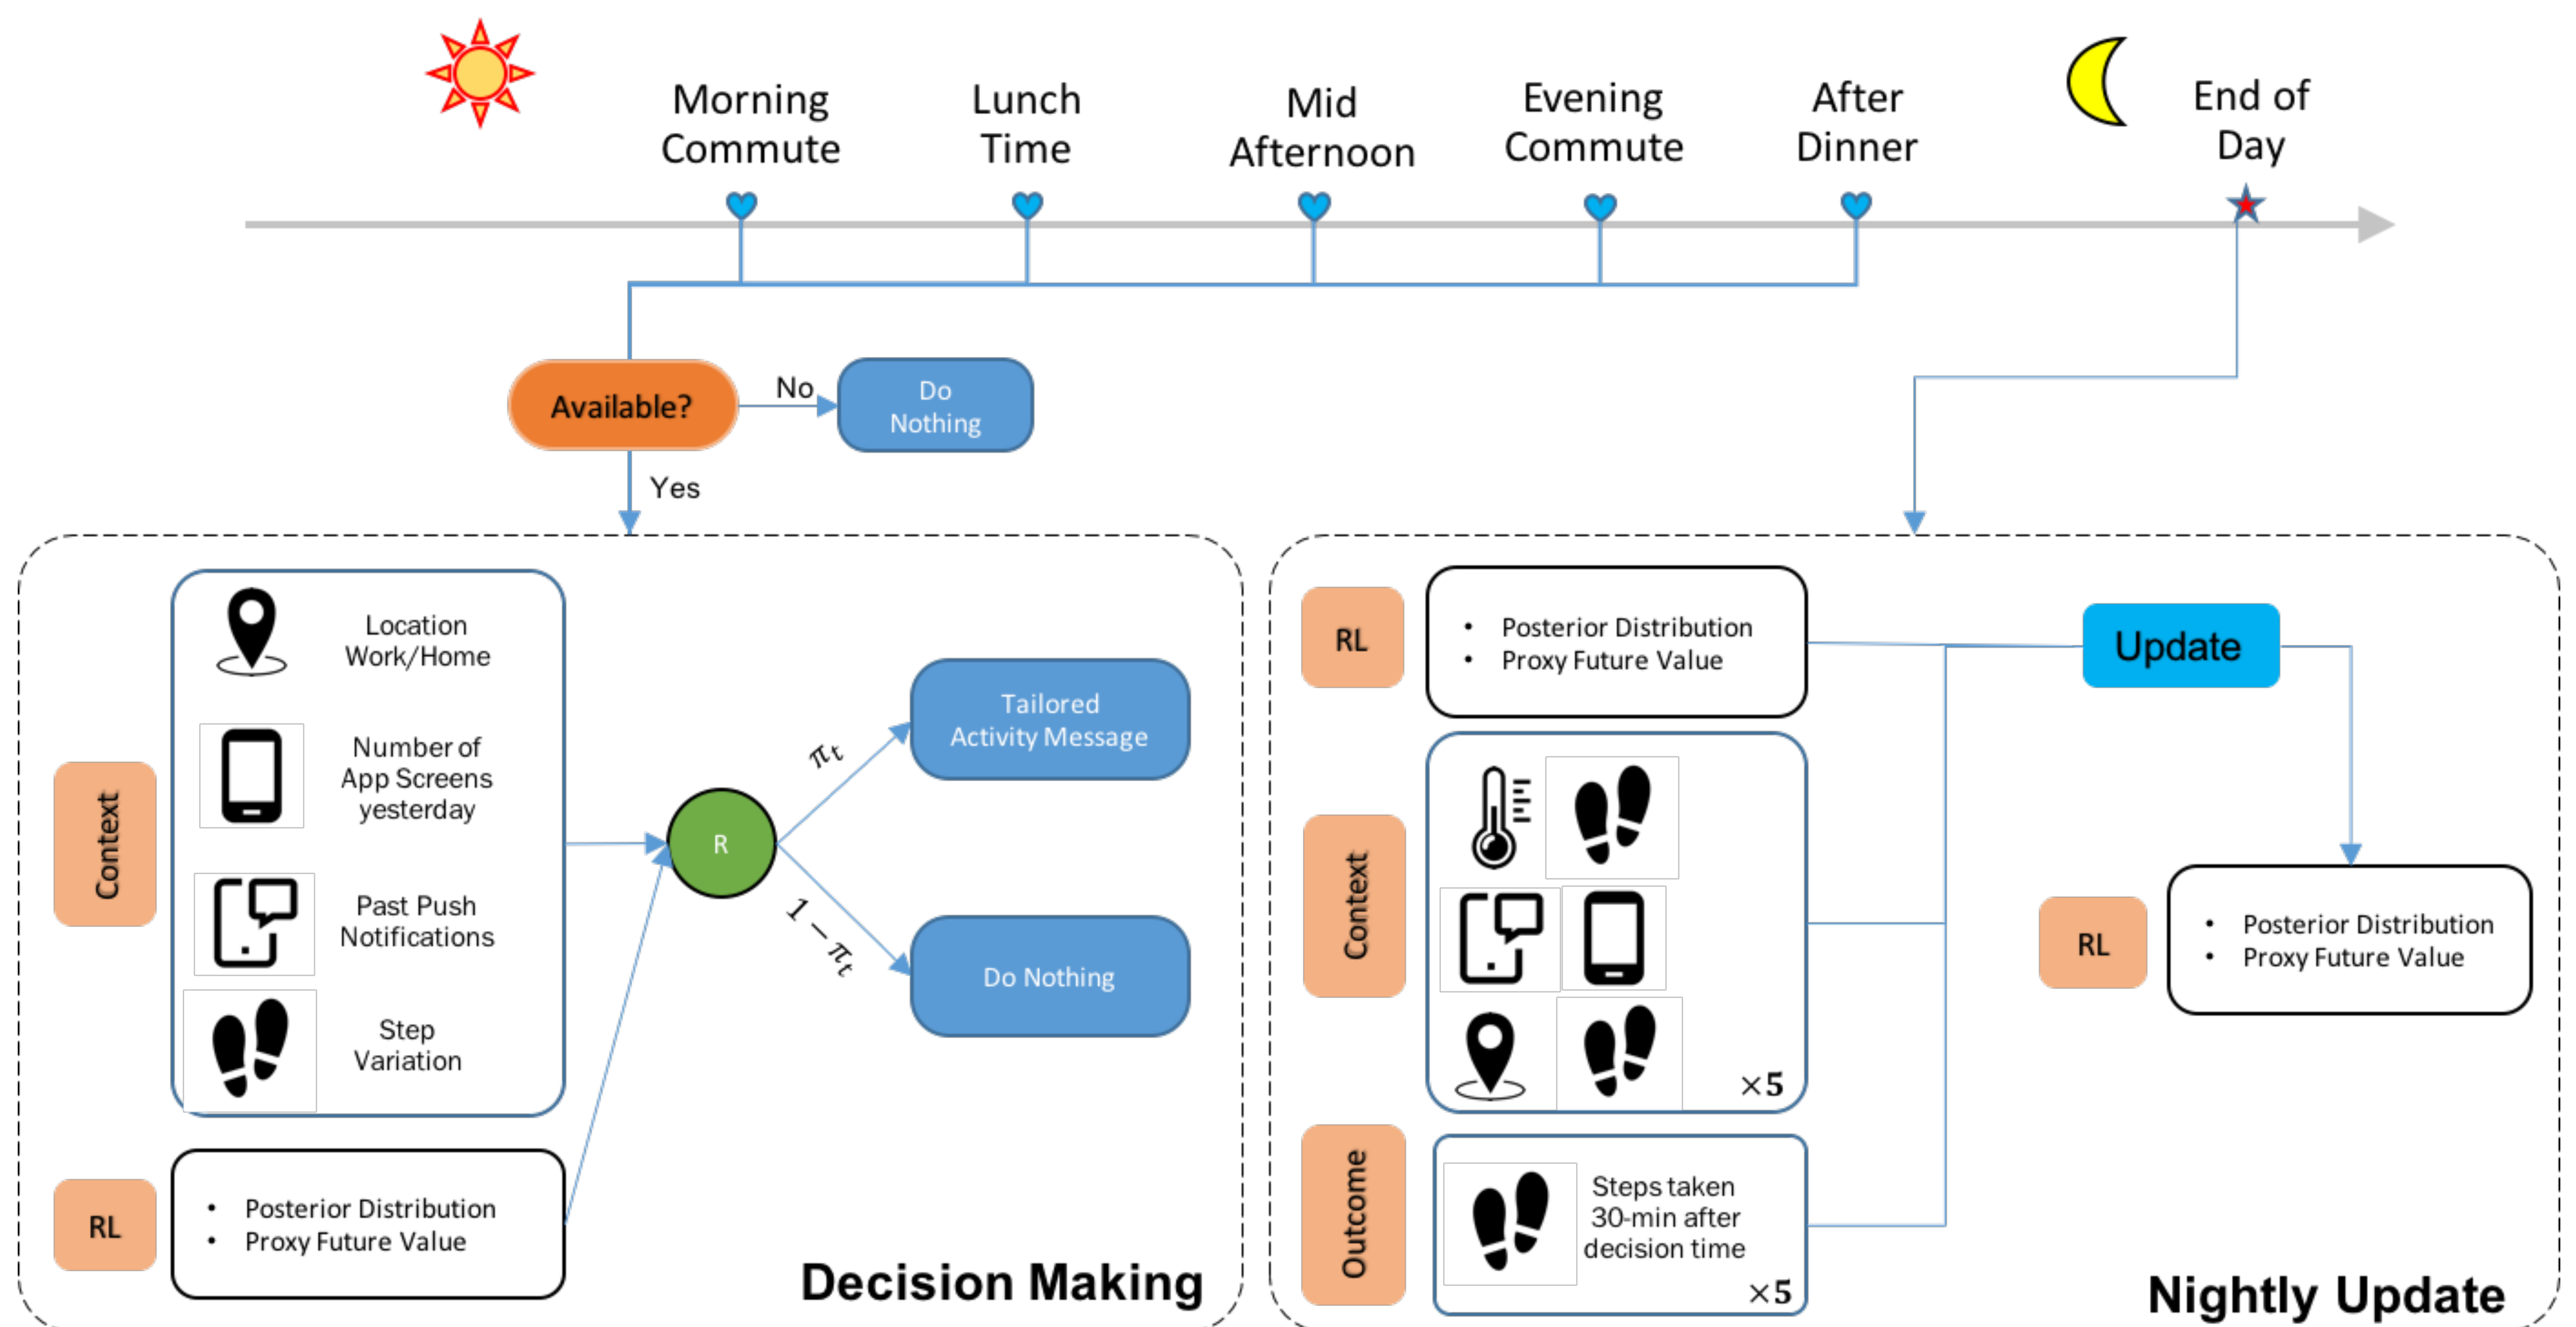 Morning
Commute
Lunch
Time
Mid
Afternoon
Evening
Commute
After
Dinner
End of
Day
Available?
No
Do
Nothing
Yes
Context
Location
Work/Home
Number of
App Screens
yesterday
Past Push
Notifications
Step
Variation
RL
• Posterior Distribution
• Proxy Future Value
R
π_t
1 − π_t
Tailored
Activity Message
Do Nothing
Decision Making
RL
• Posterior Distribution
• Proxy Future Value
Context
×5
Outcome
Steps taken
30-min after
decision time
×5
Update
RL
• Posterior Distribution
• Proxy Future Value
Nightly Update